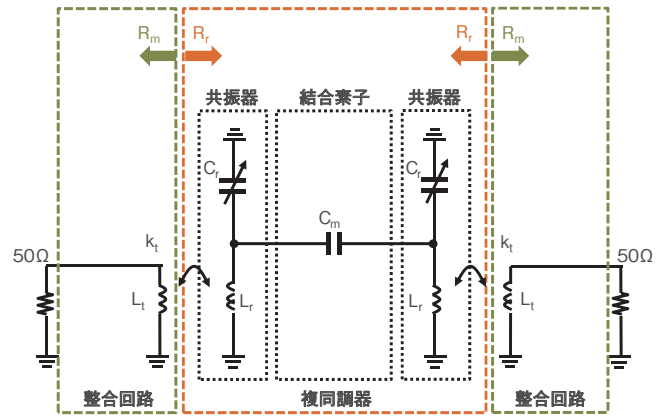 Rm Rr Rr Rm
共振器 結合素子 共振器
Cr Cr
Cm
kt kt
50Ω 50Ω
Lt Lr Lr Lt
整合回路 複同調器 整合回路